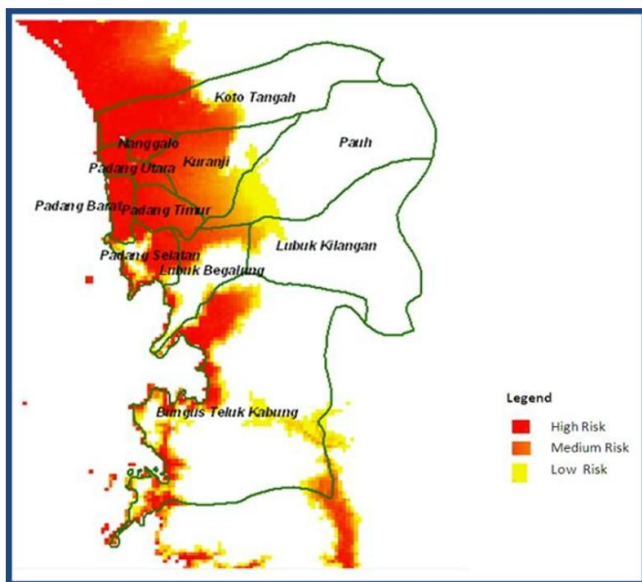 Koto Tangah
Nanggalo
Kuranji
Pauh
Padang Utara
Padang Barat
Padang Timur
Padang Selatan
Lubuk Begalung
Lubuk Kilangan
Bungus Teluk Kabung
Legend
High Risk
Medium Risk
Low Risk